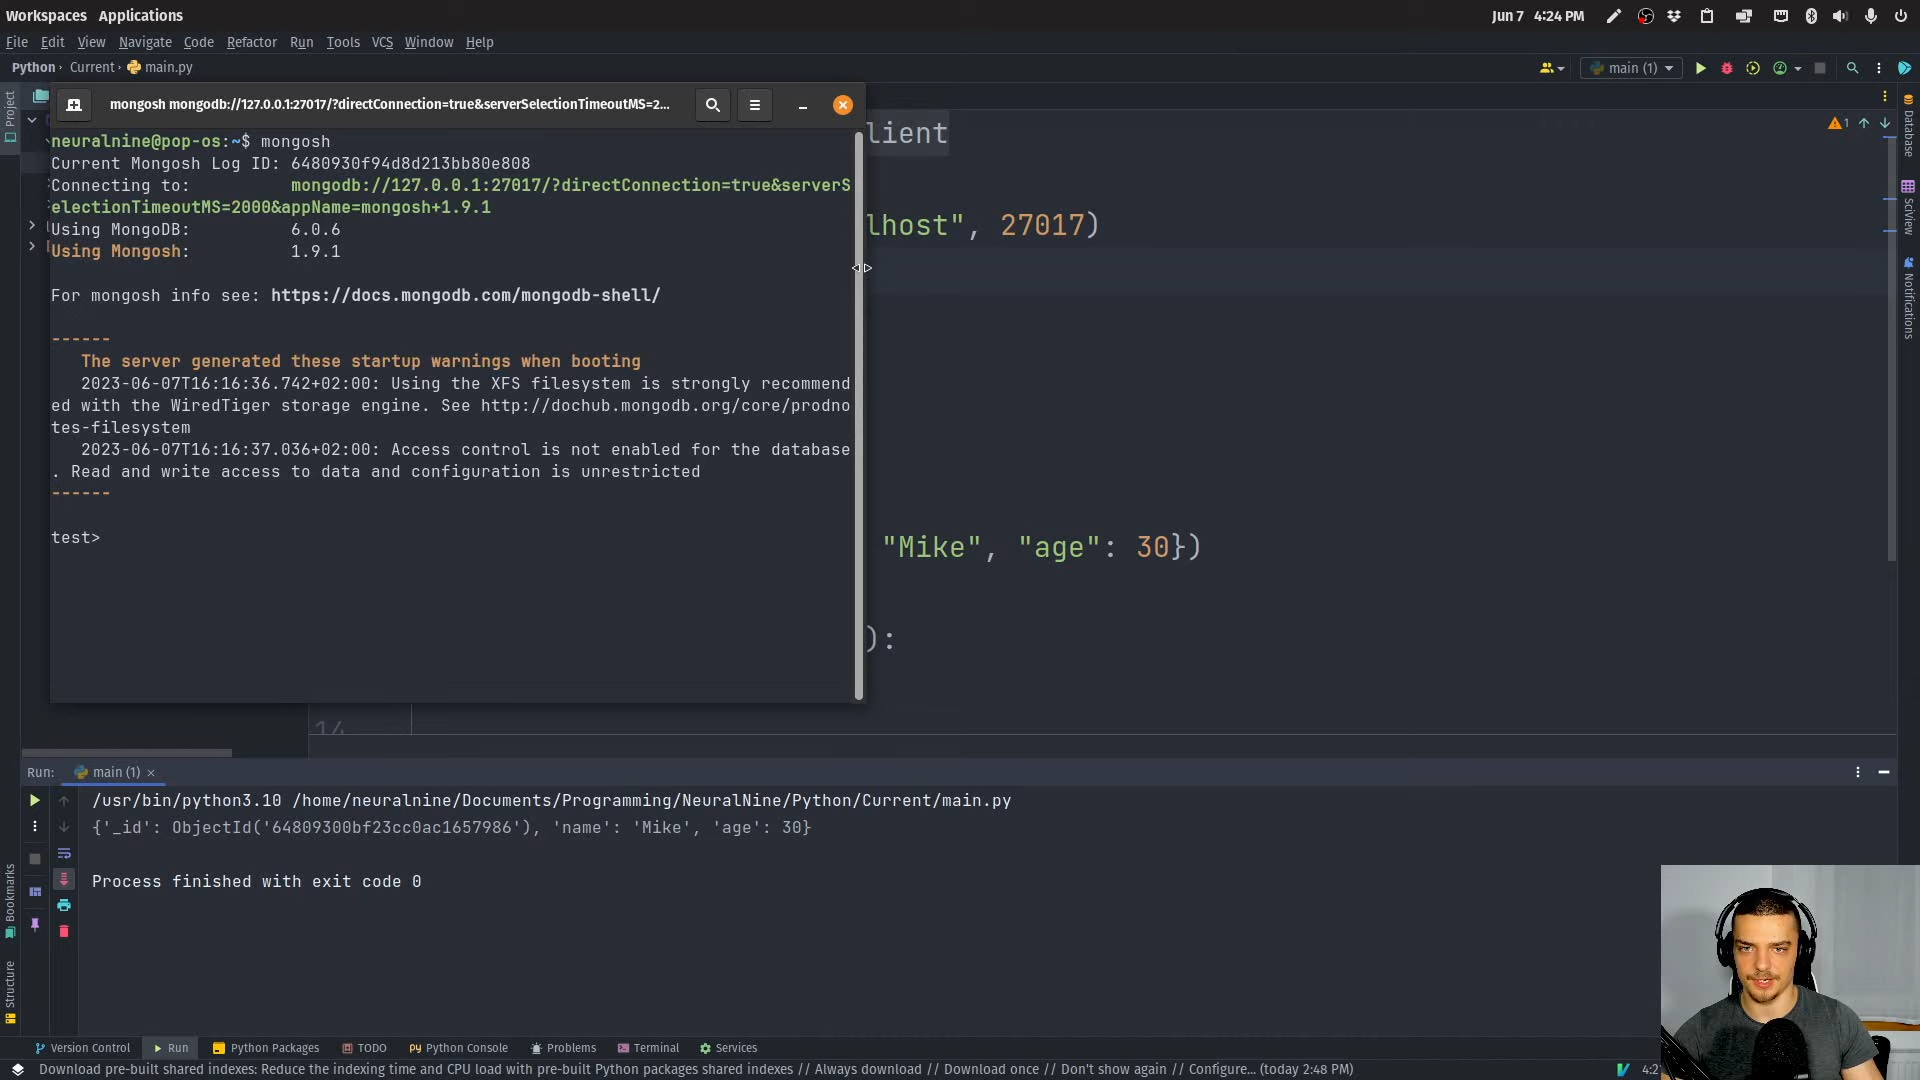 Workspaces Applications
Jun 7 4:24 PM
File Edit View Navigate Code Refactor Run Tools VCS Window Help
Python Current main.py
main (1)
Project
mongosh mongodb://127.0.0.1:27017/?directConnection=true&serverSelectionTimeoutMS=2...
neuralnine@pop-os:~$ mongosh
Current Mongosh Log ID: 6480930f94d8d213bb80e808
Connecting to: mongodb://127.0.0.1:27017/?directConnection=true&serverS
electionTimeoutMS=2000&appName=mongosh+1.9.1
Using MongoDB: 6.0.6
Using Mongosh: 1.9.1
For mongosh info see: https://docs.mongodb.com/mongodb-shell/
------
The server generated these startup warnings when booting
2023-06-07T16:16:36.742+02:00: Using the XFS filesystem is strongly recommend
ed with the WiredTiger storage engine. See http://dochub.mongodb.org/core/prodno
tes-filesystem
2023-06-07T16:16:37.036+02:00: Access control is not enabled for the database
. Read and write access to data and configuration is unrestricted
------
test>
lient
lhost", 27017)
"Mike", "age": 30})
):
14
1
Database
SciView
Notifications
Run: main (1)
/usr/bin/python3.10 /home/neuralnine/Documents/Programming/NeuralNine/Python/Current/main.py
{'_id': ObjectId('64809300bf23cc0ac1657986'), 'name': 'Mike', 'age': 30}
Process finished with exit code 0
Bookmarks
Structure
Version Control Run Python Packages TODO Python Console Problems Terminal Services
Download pre-built shared indexes: Reduce the indexing time and CPU load with pre-built Python packages shared indexes // Always download // Download once // Don't show again // Configure... (today 2:48 PM)